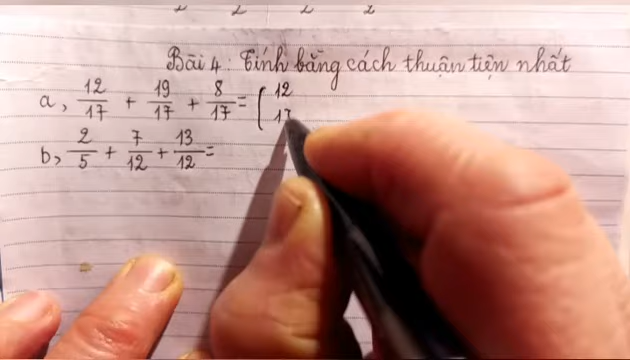 Bài 4: Tính bằng cách thuận tiện nhất
a, 12/17 + 19/17 + 8/17 = ( 12 17
b, 2/5 + 7/12 + 13/12 =